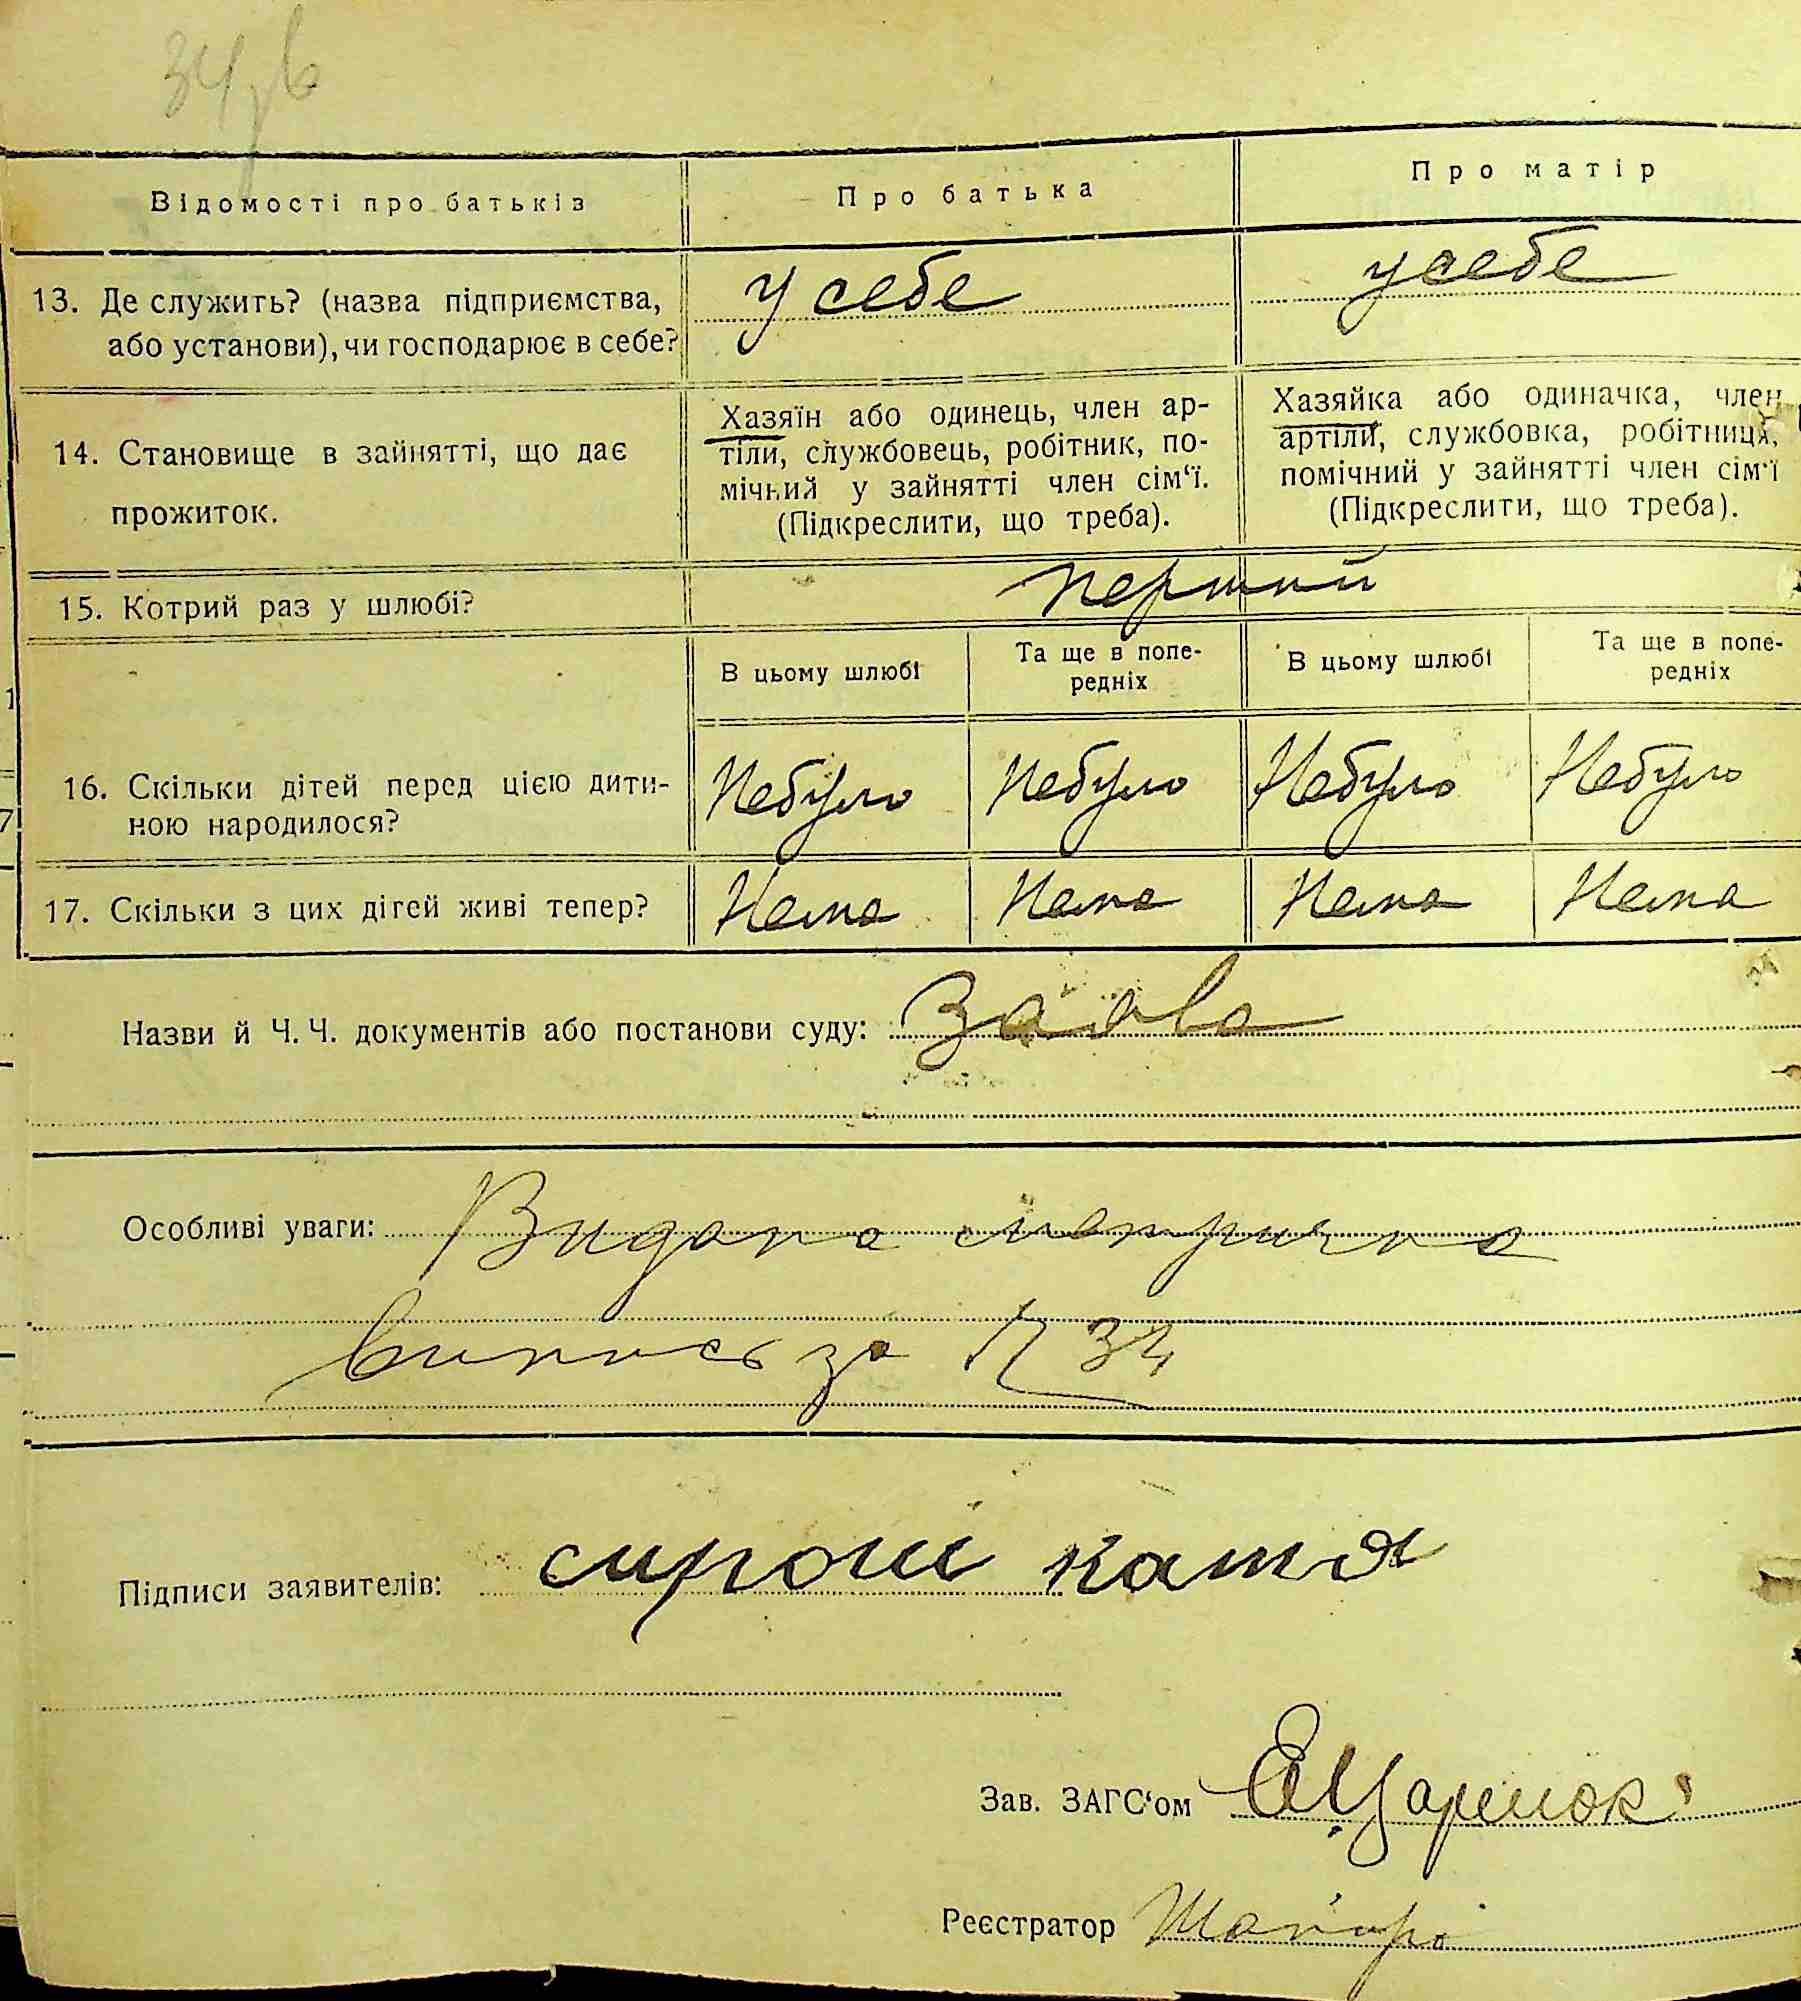 34
Відомості про батьків
Про батька
Про матір
13. Де служить? (назва підприємства,
або установи), чи господарює в себе?
у себе
у себе
14. Становище в зайнятті, що дає
прожиток.
Хазяїн або одинець, член ар-
тіли, службовець, робітник, по-
мічний у зайнятті член сім‘ї.
(Підкреслити, що треба).
Хазяйка або одиначка, член
артіли, службовка, робітниця,
помічний у зайнятті член сім‘ї
(Підкреслити, що треба).
15. Котрий раз у шлюбі?
перший
В цьому шлюбі
Та ще в попе-
редніх
В цьому шлюбі
Та ще в попе-
редніх
16. Скільки дітей перед цією дити-
ною народилося?
Небуло
Небуло
Небуло
Небуло
17. Скільки з цих дітей живі тепер?
Нема
Нема
Нема
Нема
Назви й Ч. Ч. документів або постанови суду: Заява
Особливі уваги: Видана метрична
випись за № 34
Підписи заявителів: катя
Зав. ЗАГС‘ом
Реєстратор